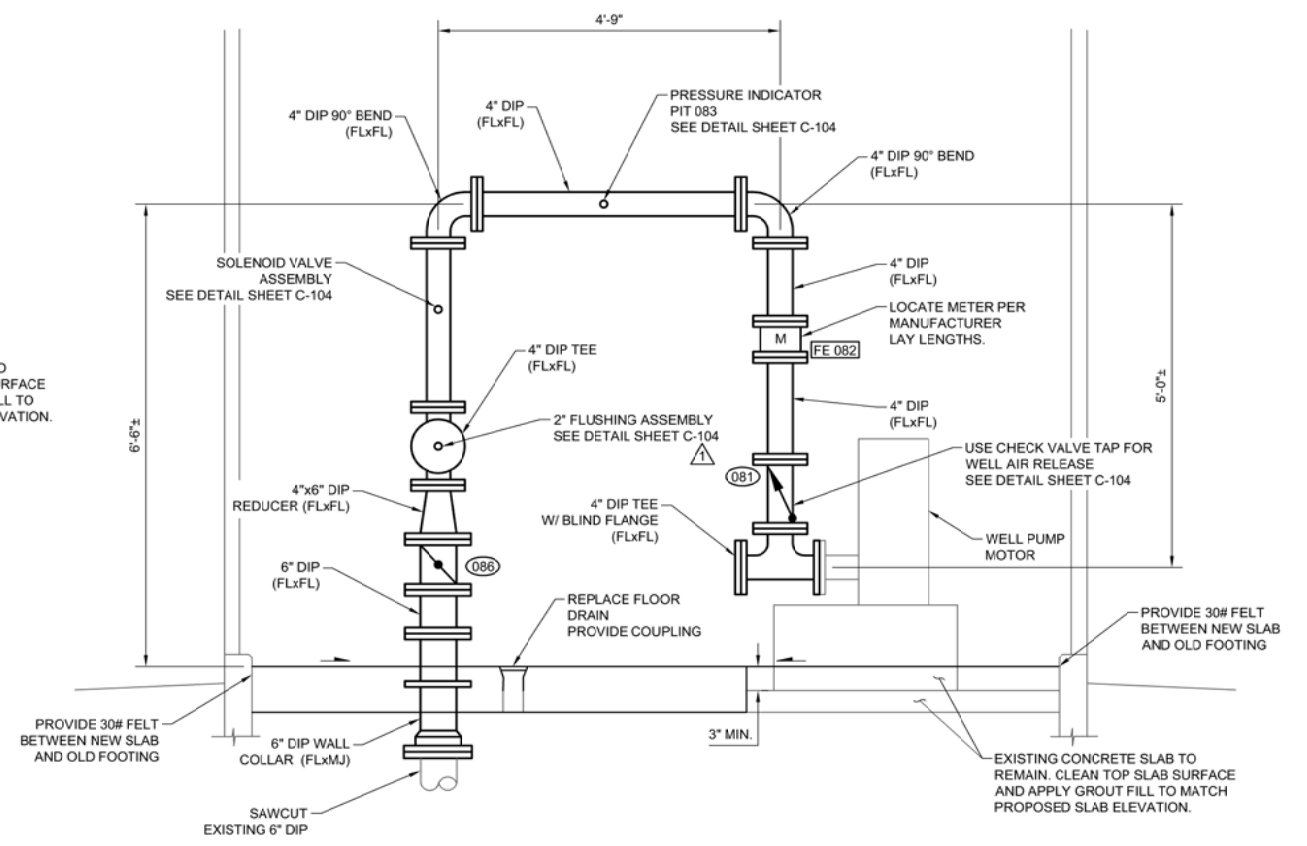 4'-9"
PRESSURE INDICATOR
PIT 083
SEE DETAIL SHEET C-104
4" DIP 90° BEND
(FLxFL)
4" DIP
(FLxFL)
4" DIP 90° BEND
(FLxFL)
SOLENOID VALVE
ASSEMBLY
SEE DETAIL SHEET C-104
4" DIP
(FLxFL)
LOCATE METER PER
MANUFACTURER
LAY LENGTHS.
M
FE 082
4" DIP TEE
(FLxFL)
RFACE
LL TO
VATION.
6'-6"±
5'-0"±
2" FLUSHING ASSEMBLY
SEE DETAIL SHEET C-104
1
4" DIP
(FLxFL)
USE CHECK VALVE TAP FOR
WELL AIR RELEASE
SEE DETAIL SHEET C-104
081
4"x6" DIP
REDUCER (FLxFL)
4" DIP TEE
W/ BLIND FLANGE
(FLxFL)
WELL PUMP
MOTOR
086
6" DIP
(FLxFL)
REPLACE FLOOR
DRAIN
PROVIDE COUPLING
PROVIDE 30# FELT
BETWEEN NEW SLAB
AND OLD FOOTING
PROVIDE 30# FELT
BETWEEN NEW SLAB
AND OLD FOOTING
6" DIP WALL
COLLAR (FLxMJ)
3" MIN.
EXISTING CONCRETE SLAB TO
REMAIN. CLEAN TOP SLAB SURFACE
AND APPLY GROUT FILL TO MATCH
PROPOSED SLAB ELEVATION.
SAWCUT
EXISTING 6" DIP